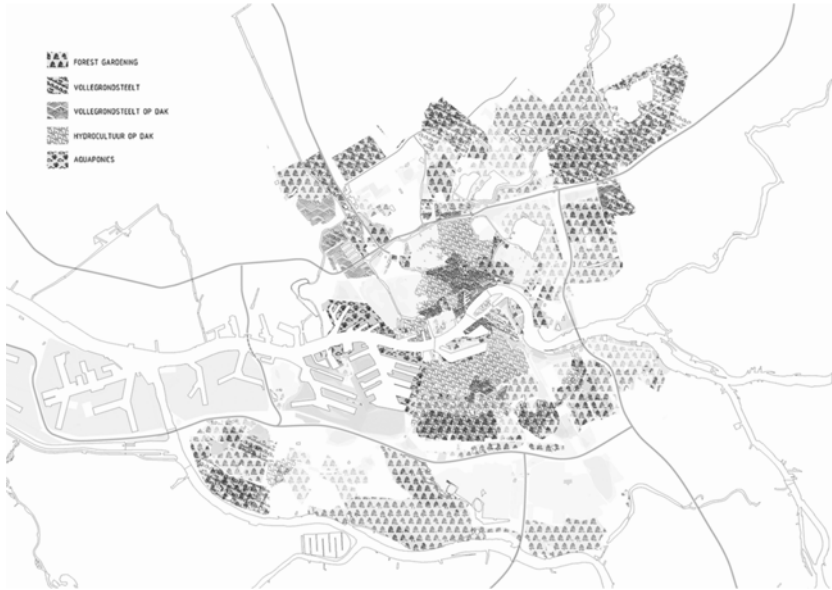 FOREST GARDENING
VOLLEGRONDSTEELT
VOLLEGRONDSTEELT OP DAK
HYDROCULTUUR OP DAK
AQUAPONICS